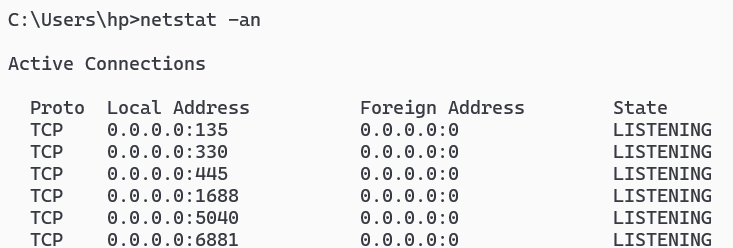 C:\Users\hp>netstat -an
Active Connections
Proto  Local Address          Foreign Address        State
TCP    0.0.0.0:135            0.0.0.0:0              LISTENING
TCP    0.0.0.0:330            0.0.0.0:0              LISTENING
TCP    0.0.0.0:445            0.0.0.0:0              LISTENING
TCP    0.0.0.0:1688           0.0.0.0:0              LISTENING
TCP    0.0.0.0:5040           0.0.0.0:0              LISTENING
TCP    0.0.0.0:6881           0.0.0.0:0              LISTENING